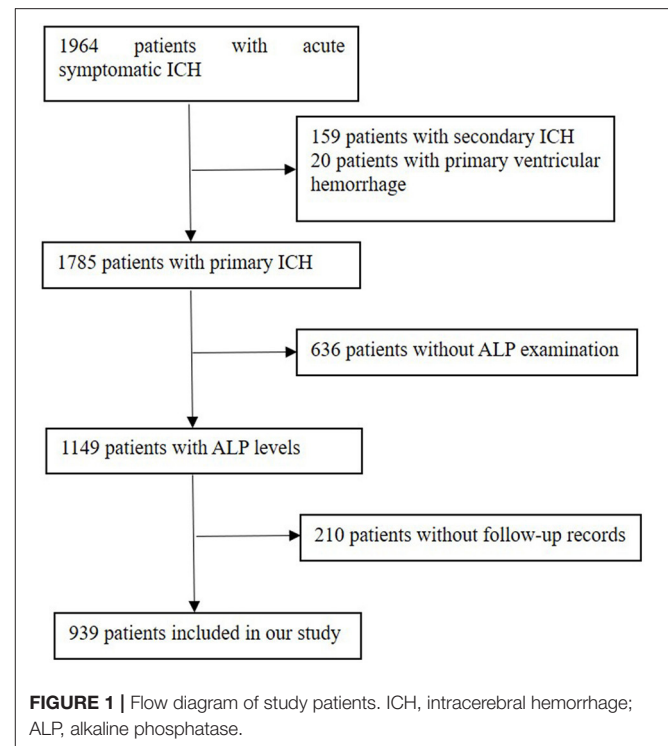 1964 patients with acute
symptomatic ICH
159 patients with secondary ICH
20 patients with primary ventricular
hemorrhage
1785 patients with primary ICH
636 patients without ALP examination
1149 patients with ALP levels
210 patients without follow-up records
939 patients included in our study
FIGURE 1 | Flow diagram of study patients. ICH, intracerebral hemorrhage;
ALP, alkaline phosphatase.